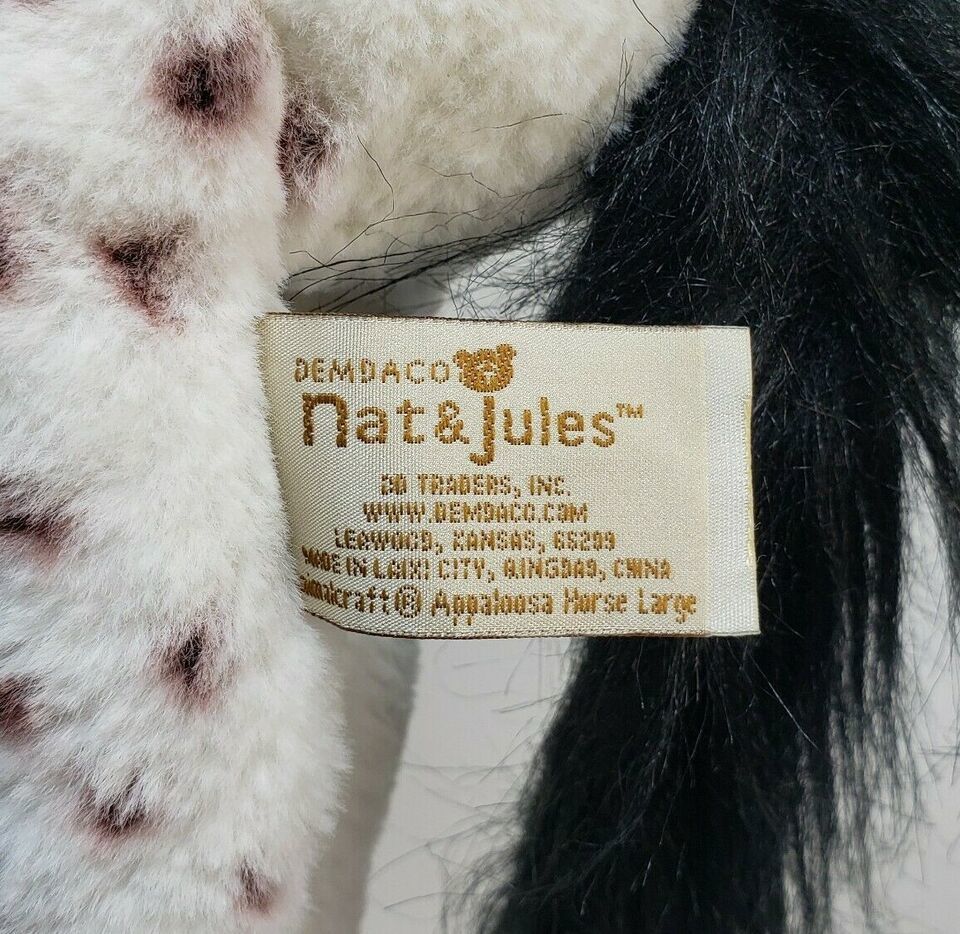 DEMDACO
nat & Jules™
2D TRADERS, INC.
WWW.DEMDACO.COM
LEAWOOD, KANSAS, 66209
MADE IN LAIXI CITY, QINGDAO, CHINA
Appaloosa Horse Large